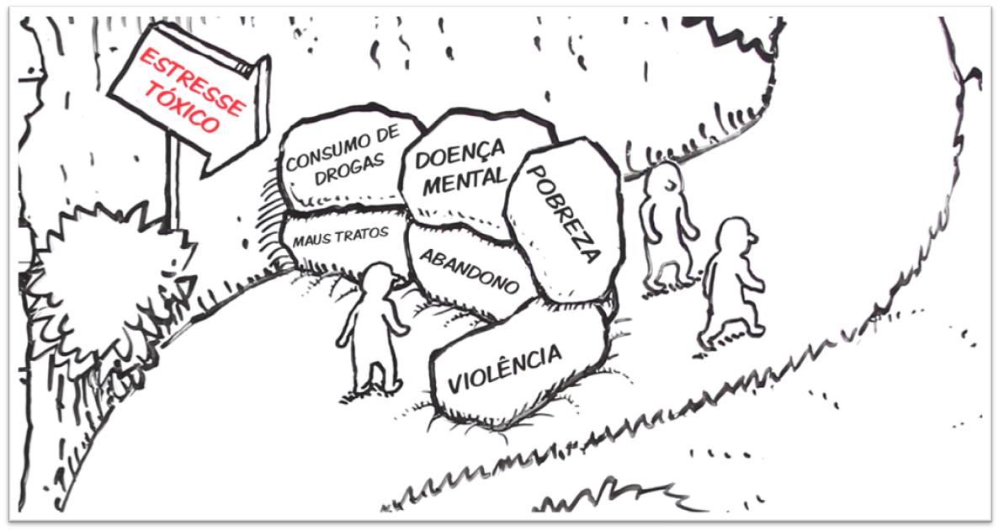 ESTRESSE
TÓXICO
CONSUMO DE
DROGAS
DOENÇA
MENTAL
POBREZA
MAUS TRATOS
ABANDONO
VIOLÊNCIA